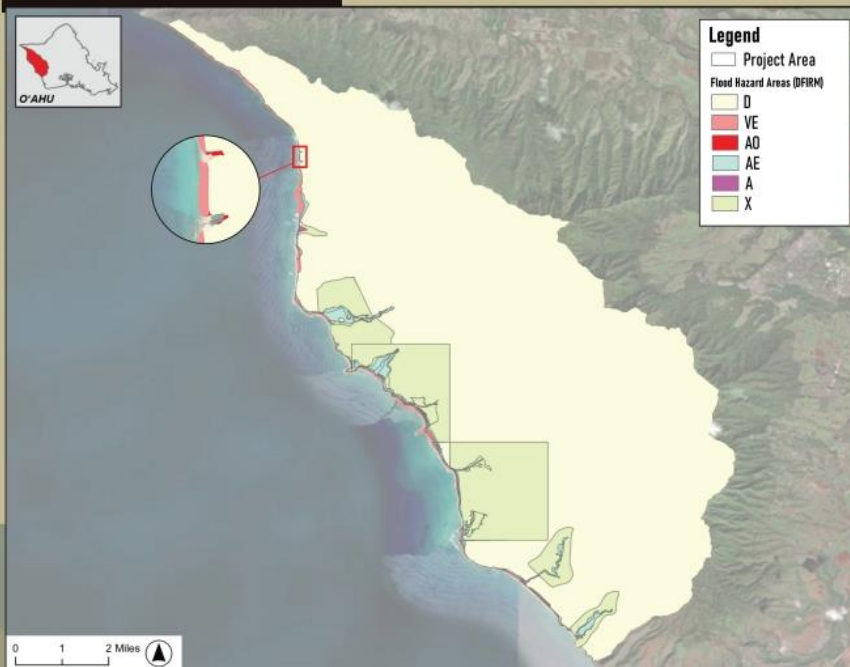 O'AHU
Legend
Project Area
Flood Hazard Areas (DFIRM)
D
VE
AO
AE
A
X
0 1 2 Miles